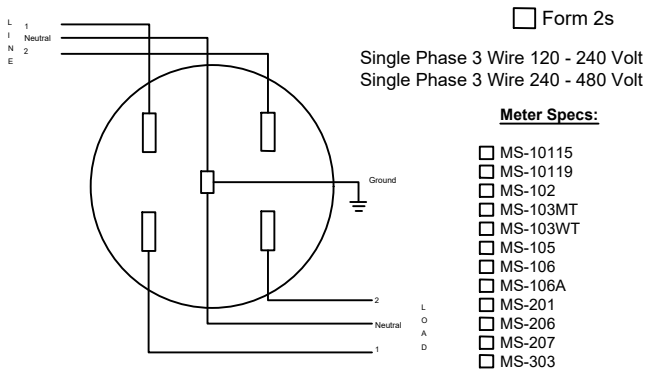 Form 2s
Single Phase 3 Wire 120 - 240 Volt
Single Phase 3 Wire 240 - 480 Volt
LINE
1
Neutral
2
Ground
2
Neutral
1
LOAD
Meter Specs:
MS-10115
MS-10119
MS-102
MS-103MT
MS-103WT
MS-105
MS-106
MS-106A
MS-201
MS-206
MS-207
MS-303